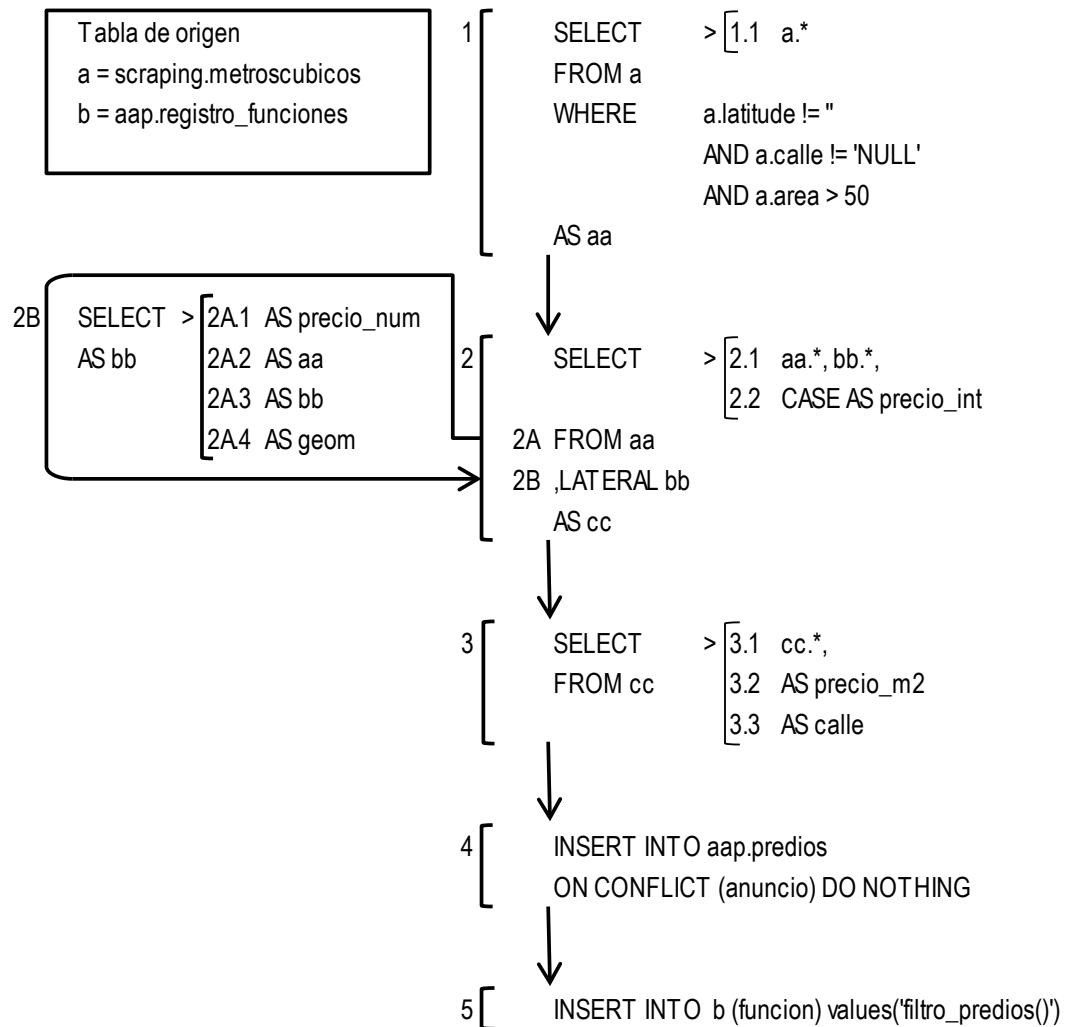 Tabla de origen
a = scraping.metroscubicos
b = aap.registro_funciones
1 SELECT > 1.1 a.*
FROM a
WHERE a.latitude != ''
AND a.calle != 'NULL'
AND a.area > 50
AS aa
2B SELECT > 2A.1 AS precio_num
AS bb 2A.2 AS aa
2A.3 AS bb
2A.4 AS geom
2 SELECT > 2.1 aa.*, bb.*,
2.2 CASE AS precio_int
2A FROM aa
2B ,LATERAL bb
AS cc
3 SELECT > 3.1 cc.*,
FROM cc 3.2 AS precio_m2
3.3 AS calle
4 INSERT INTO aap.predios
ON CONFLICT (anuncio) DO NOTHING
5 INSERT INTO b (funcion) values('filtro_predios()')